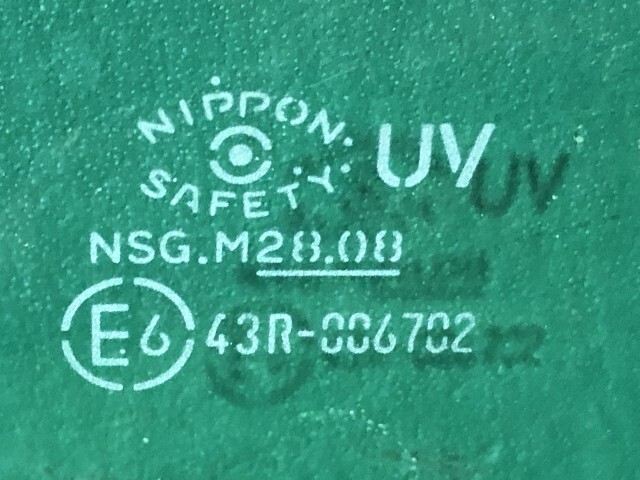 NIPPON
SAFETY
UV
NSG.M28.08
E6 43R-006702